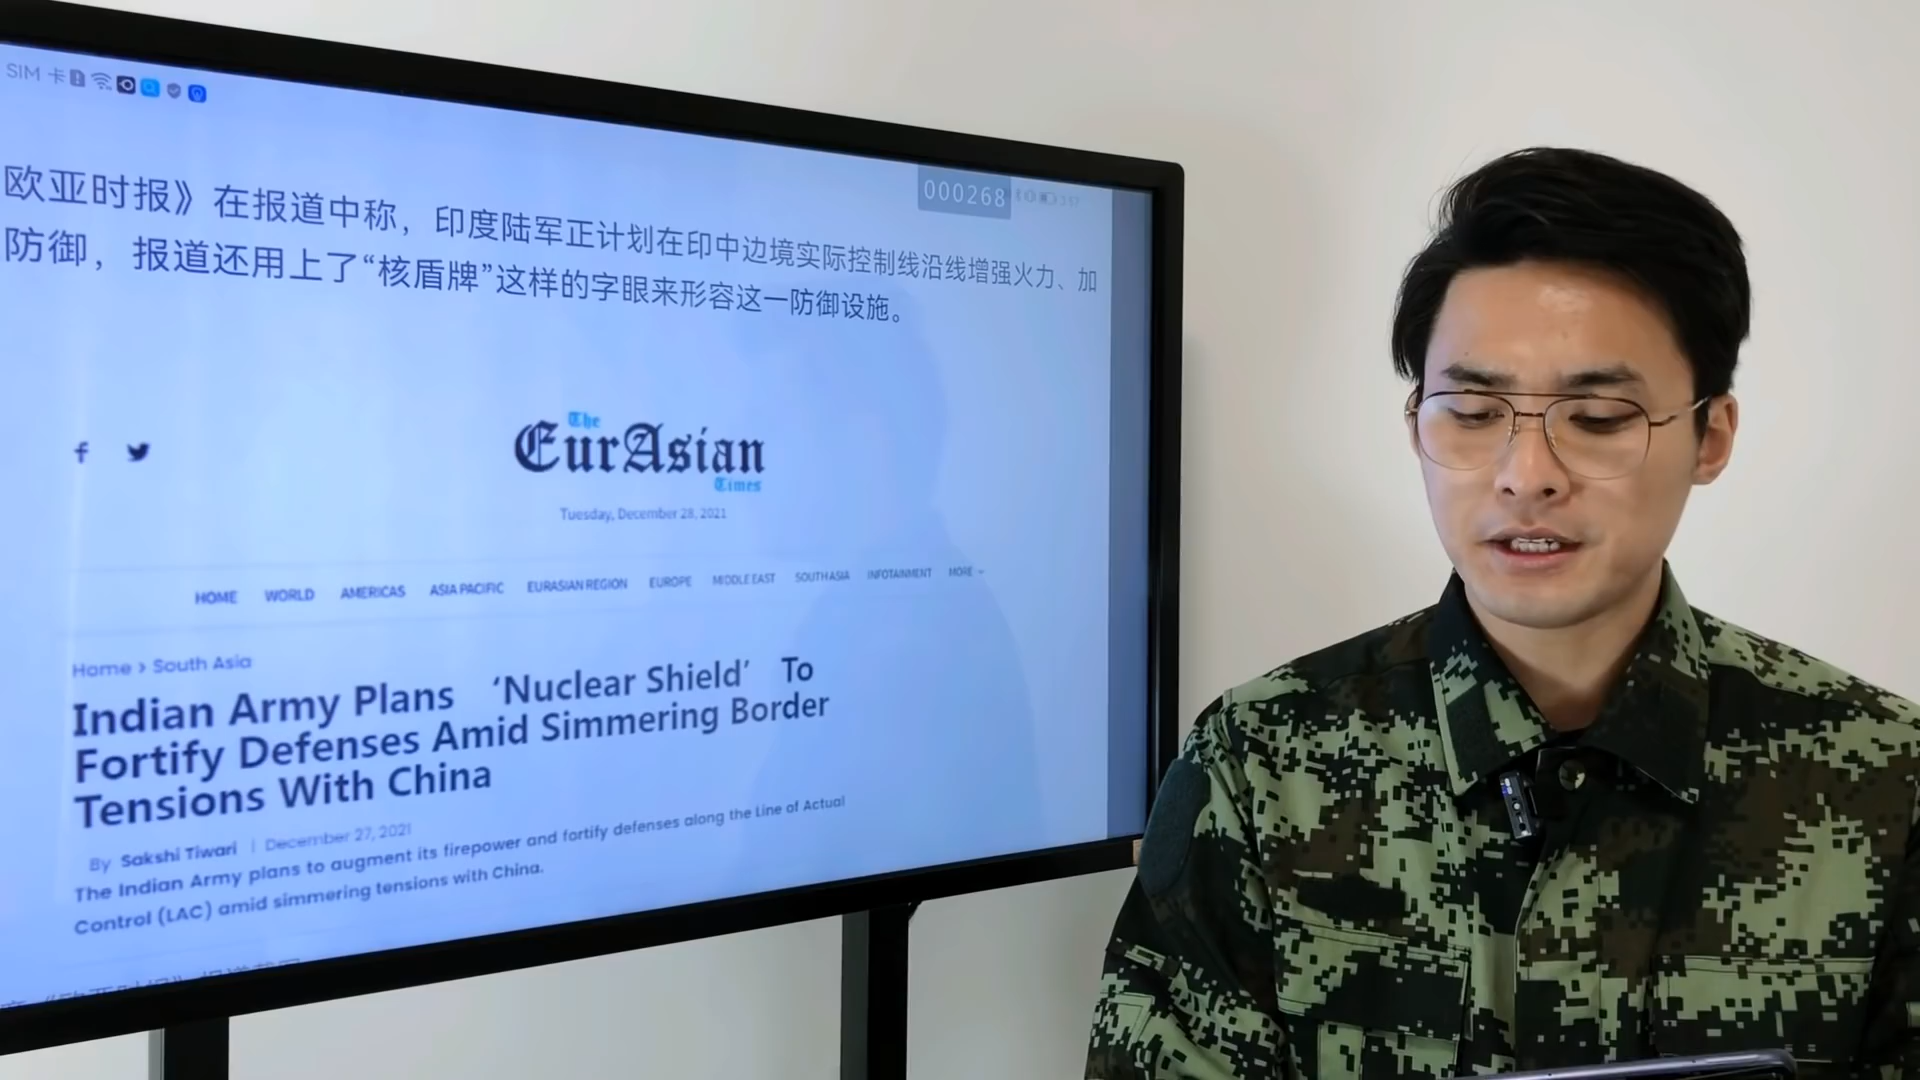 SIM 卡
000268
欧亚时报》在报道中称，印度陆军正计划在印中边境实际控制线沿线增强火力、加
防御，报道还用上了“核盾牌”这样的字眼来形容这一防御设施。
The
EurAsian
Times
Tuesday, December 28, 2021
HOME WORLD AMERICAS ASIA PACIFIC EURASIAN REGION EUROPE MIDDLE EAST SOUTH ASIA INFOTAINMENT MORE
Home > South Asia
Indian Army Plans ‘Nuclear Shield’ To
Fortify Defenses Amid Simmering Border
Tensions With China
By Sakshi Tiwari | December 27, 2021
The Indian Army plans to augment its firepower and fortify defenses along the Line of Actual
Control (LAC) amid simmering tensions with China.